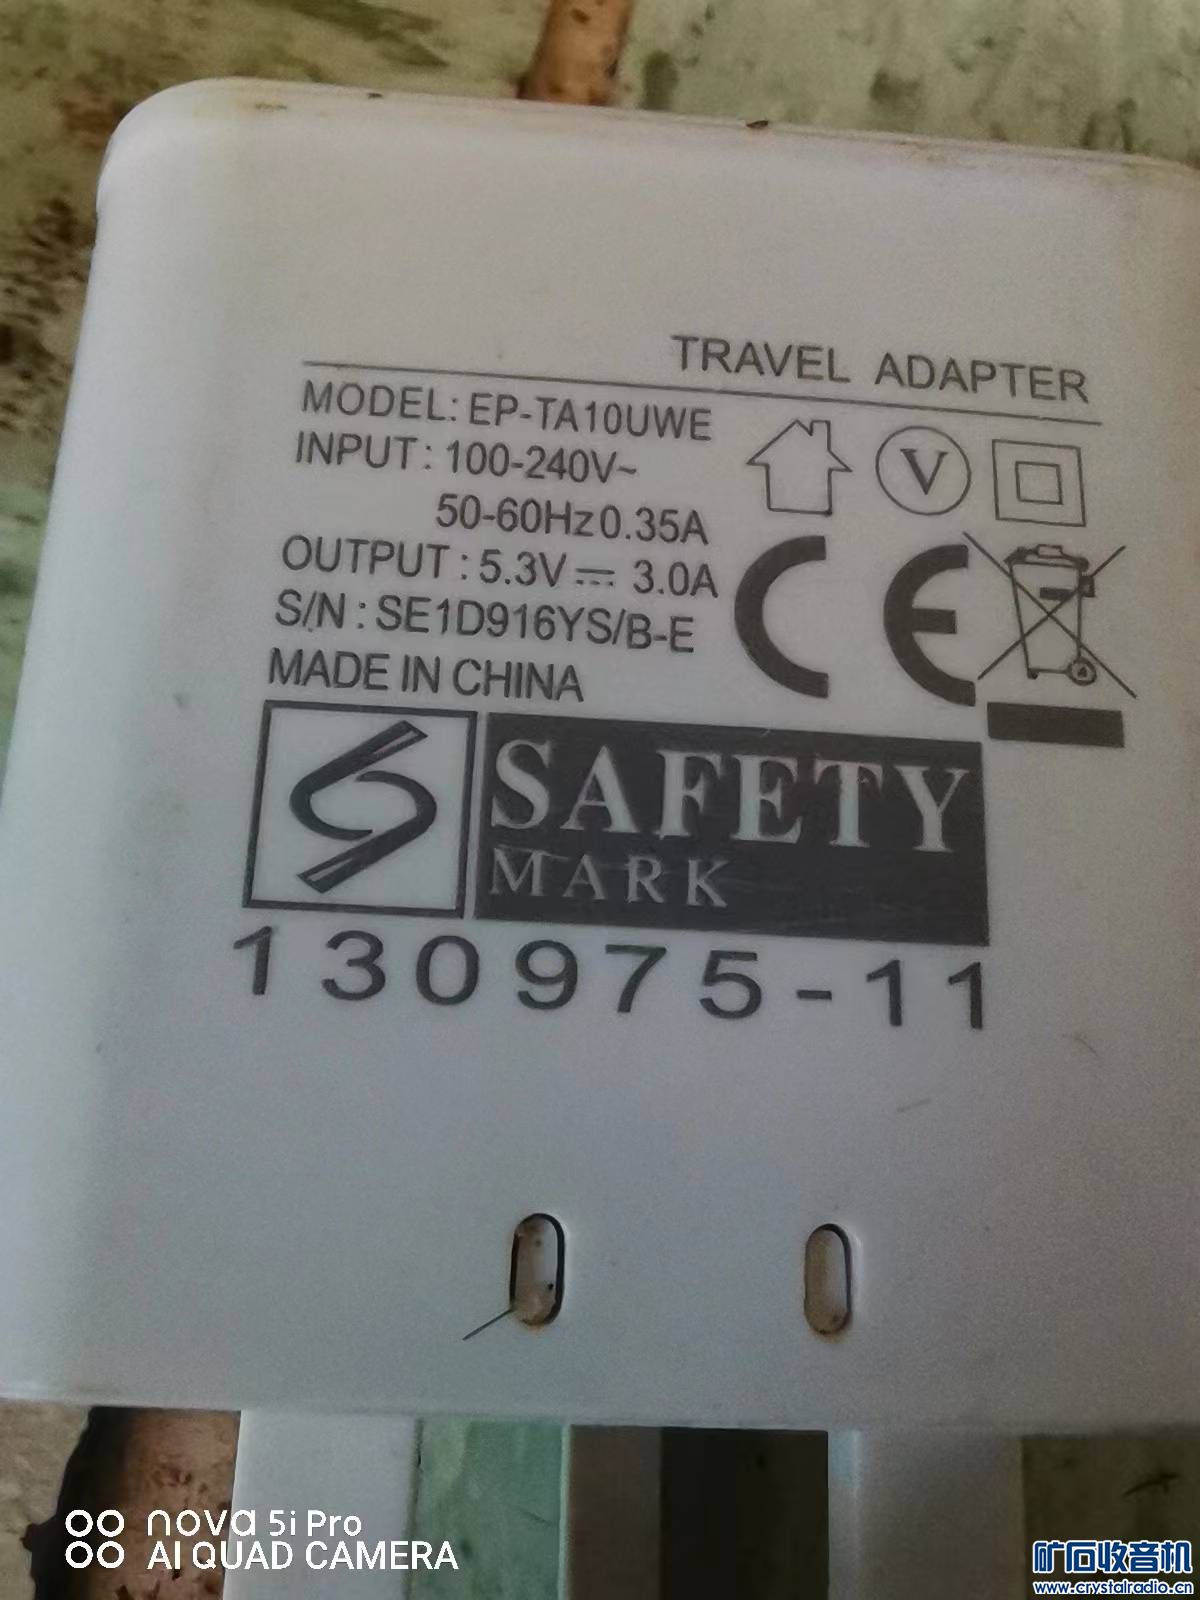 TRAVEL ADAPTER
MODEL: EP-TA10UWE
INPUT: 100-240V~
50-60Hz 0.35A
OUTPUT: 5.3V⎓ 3.0A
S/N: SE1D916YS/B-E
MADE IN CHINA
V
CE
SAFETY
MARK
130975-11
nova 5i Pro
AI QUAD CAMERA
矿石收音机
www.crystalradio.cn